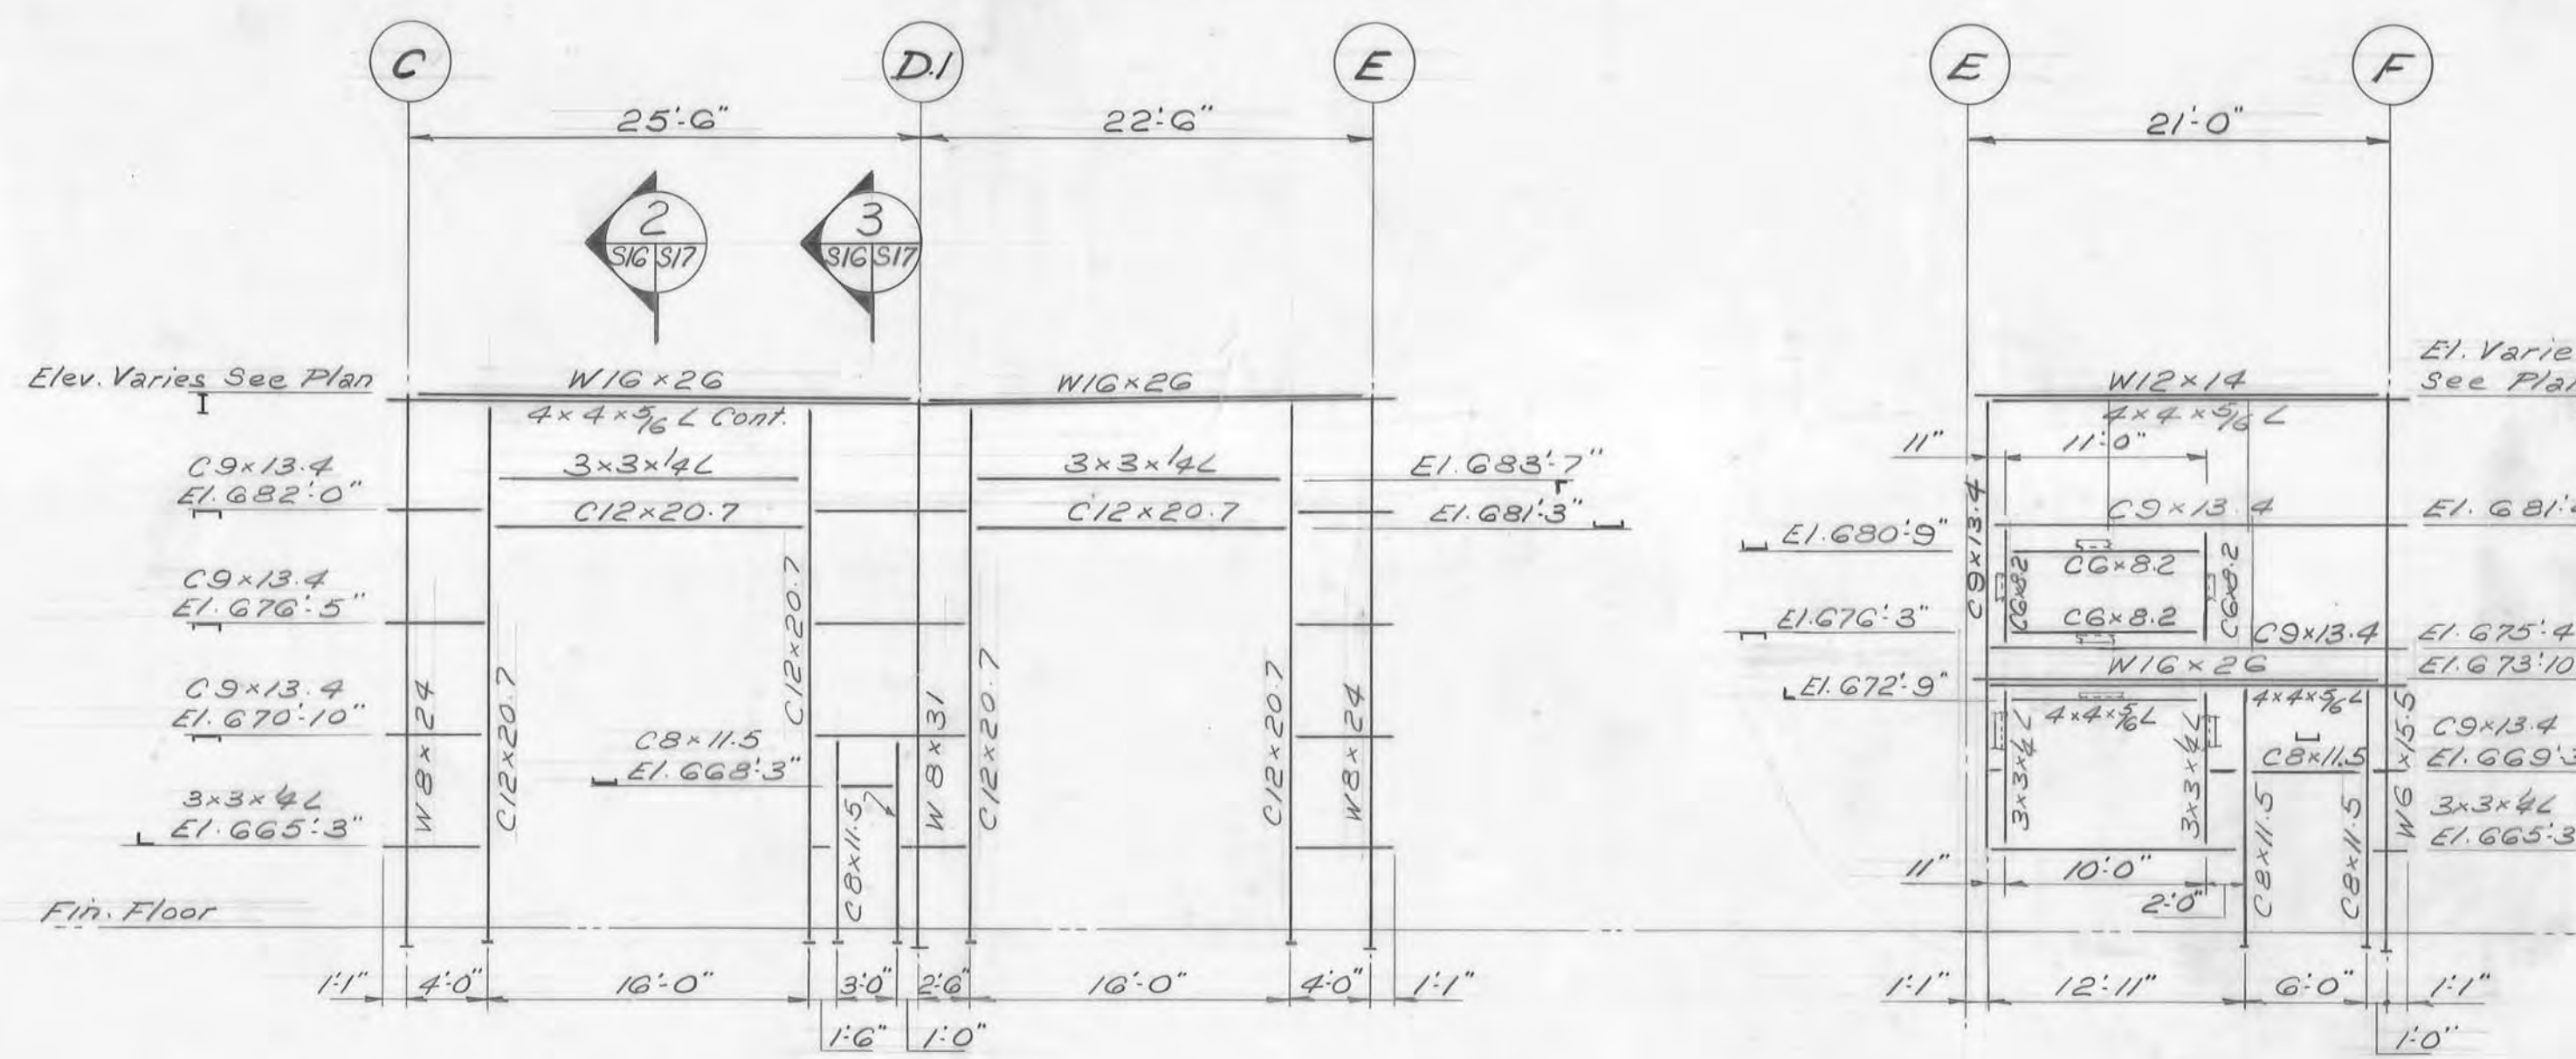 C
D.1
E
25'-6"
22'-6"
2
S16 S17
3
S16 S17
Elev. Varies See Plan
W16×26
W16×26
4×4×5/16 L Cont.
C9×13.4
El. 682'-0"
3×3×1/4 L
3×3×1/4 L
El. 683'-7"
C12×20.7
C12×20.7
El. 681'-3"
C9×13.4
El. 676'-5"
C9×13.4
El. 670'-10"
3×3×1/4 L
El. 665'-3"
W8×24
C12×20.7
C12×20.7
C8×11.5
El. 668'-3"
C8×11.5
W8×31
C12×20.7
C12×20.7
W8×24
Fin. Floor
1'-1"
4'-0"
16'-0"
3'-0"
2'-6"
16'-0"
4'-0"
1'-1"
1'-6"
1'-0"
E
F
21'-0"
El. Varie
See Plan
W12×14
4×4×5/16 L
11"
11'-0"
C9×13.4
C9×13.4
El. 681'-
El. 680'-9"
C6×8.2
C6×8.2
C6×8.2
El. 676'-3"
C6×8.2
C9×13.4
El. 675'-4
W16×26
El. 673'-10
El. 672'-9"
4×4×5/16 L
4×4×5/16 L
3×3×1/4 L
3×3×1/4 L
C8×11.5
W6×15.5
C9×13.4
El. 669'-3
3×3×1/4 L
El. 665'-3
C8×11.5
C8×11.5
11"
10'-0"
2'-0"
1'-1"
12'-11"
6'-0"
1'-1"
1'-0"